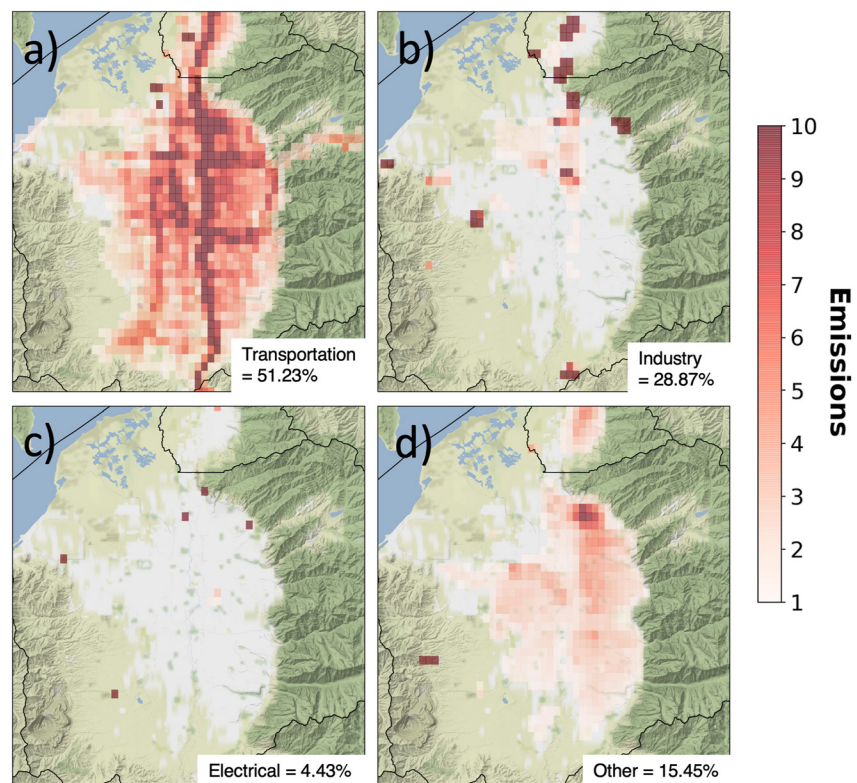 a)
b)
Transportation
= 51.23%
Industry
= 28.87%
c)
d)
Electrical = 4.43%
Other = 15.45%
10
9
8
7
6
5
4
3
2
1
Emissions